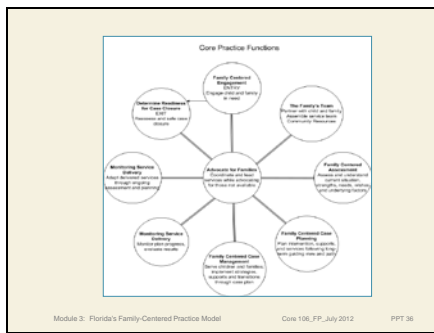 Core Practice Functions
Family Centered
Engagement
ENTRY
Engage child and family
in need
Determine Readiness
for Case Closure
EXIT
Processes and safe case
closure
The Family's Team
Partner with child and family
Assemble service team
Community Resources
Monitoring Service
Delivery
Adapt delivered services
through ongoing
assessment and planning
Advocate for Families
Coordinate and lead
services while advocating
for those not available
Family Centered
Assessment
Assess and understand
current situation,
strengths, needs, wishes
and underlying factors
Monitoring Service
Delivery
Monitor plan progress,
evaluate results
Family Centered Case
Planning
Plan intervention, supports,
and services following long-
term guiding view and
Family Centered Case
Management
Serve children and families,
implement strategies,
supports and transitions
through case plan
Module 3: Florida's Family-Centered Practice Model
Core 106_FP_July 2012
PPT 36